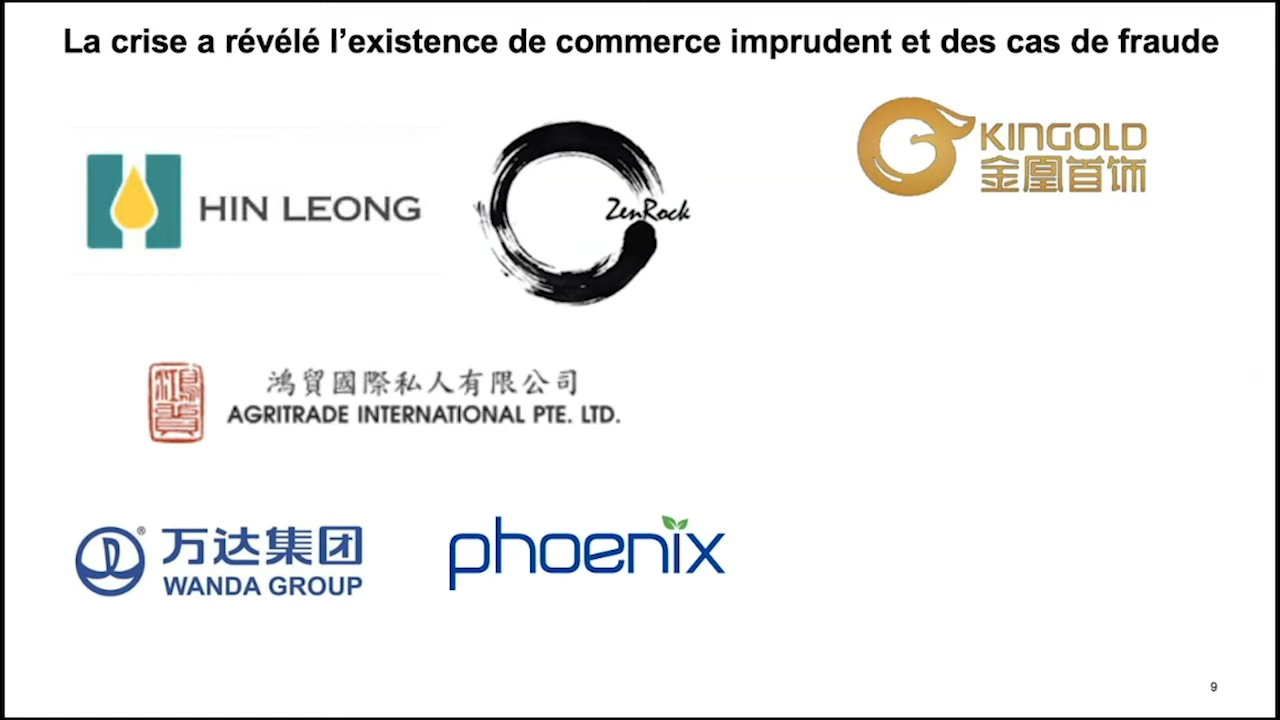 La crise a révélé l’existence de commerce imprudent et des cas de fraude
HIN LEONG
ZenRock
KINGOLD
金凰首饰
鴻貿國際私人有限公司
AGRITRADE INTERNATIONAL PTE. LTD.
万达集团
WANDA GROUP
phoenix
9